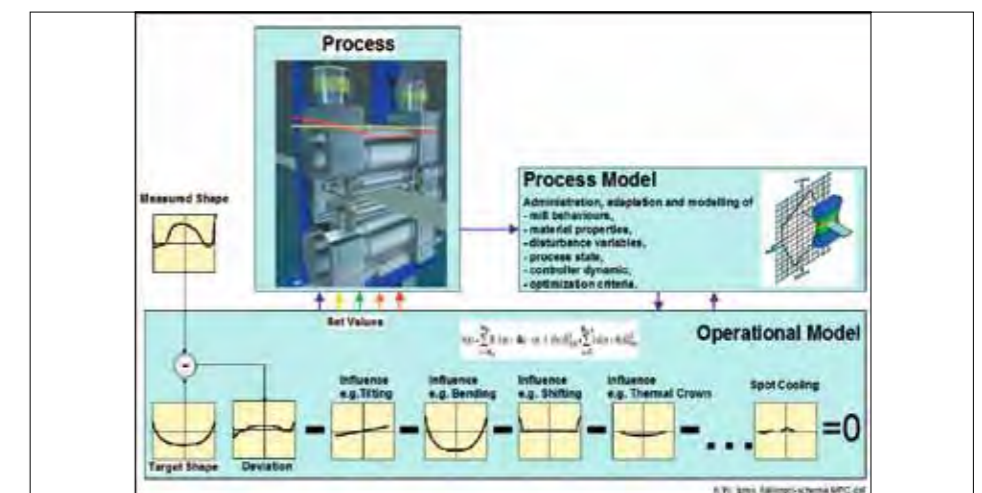 Process
Measured Shape
Process Model
Administration, adaptation and modelling of
- mill behaviours,
- material properties,
- disturbance variables,
- process state,
- controller dynamic,
- optimization criteria.
Set Values
Operational Model
Influence
e.g.Tilting
Influence
e.g. Bending
Influence
e.g. Shifting
Influence
e.g. Thermal Crown
Spot Cooling
- - - - - ... =0
Target Shape
Deviation